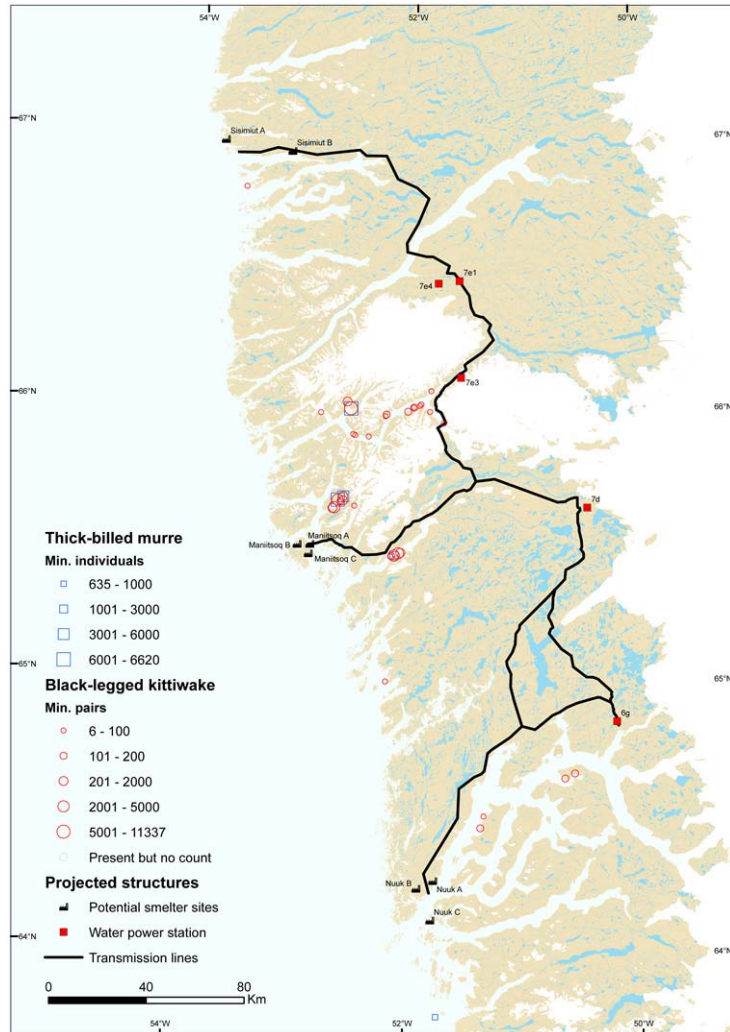 54°W 52°W 50°W
67°N
67°N
Sisimiut A
Sisimiut B
7e1
7e4
7e3
66°N
66°N
7d
Maniitsoq A
Maniitsoq B
Maniitsoq C
Thick-billed murre
Min. individuals
635 - 1000
1001 - 3000
3001 - 6000
6001 - 6620
65°N
65°N
Black-legged kittiwake
Min. pairs
6 - 100
101 - 200
201 - 2000
2001 - 5000
5001 - 11337
Present but no count
6g
Projected structures
Potential smelter sites
Water power station
Transmission lines
Nuuk B
Nuuk A
Nuuk C
64°N
64°N
0 40 80
Km
54°W 52°W 50°W